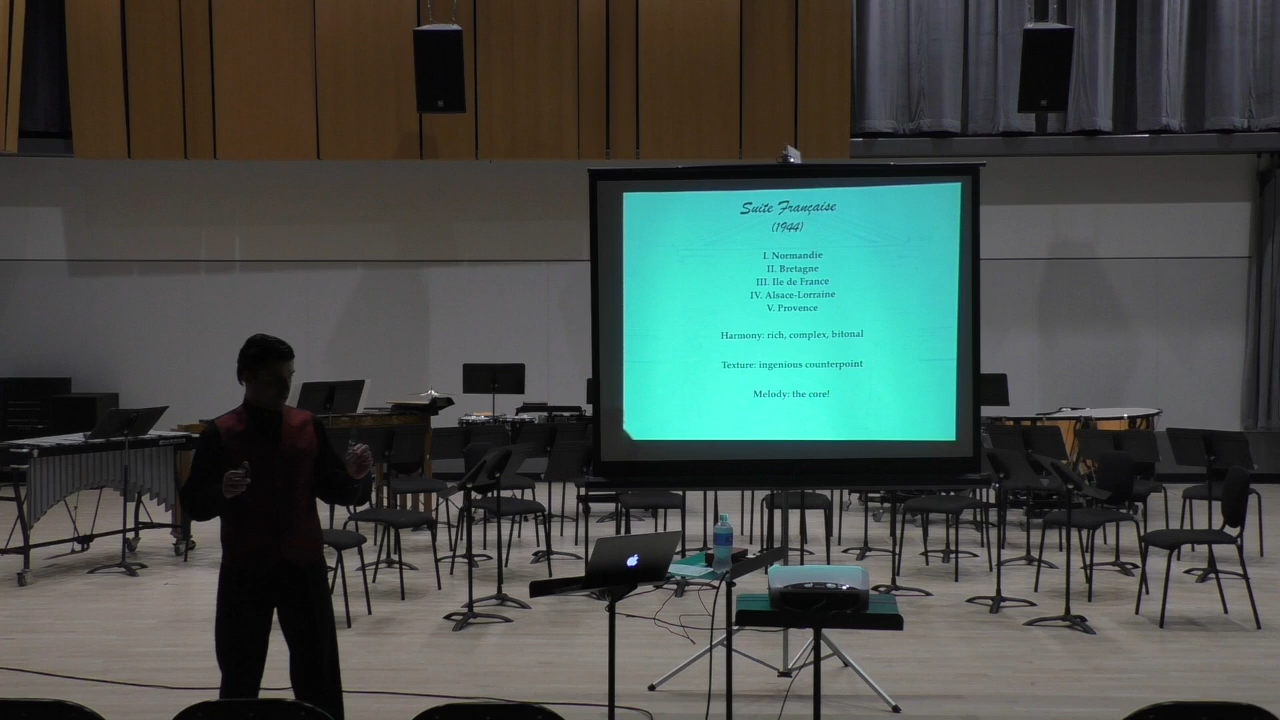 Suite Française
(1944)
I. Normandie
II. Bretagne
III. Ile de France
IV. Alsace-Lorraine
V. Provence
Harmony: rich, complex, bitonal
Texture: ingenious counterpoint
Melody: the core!